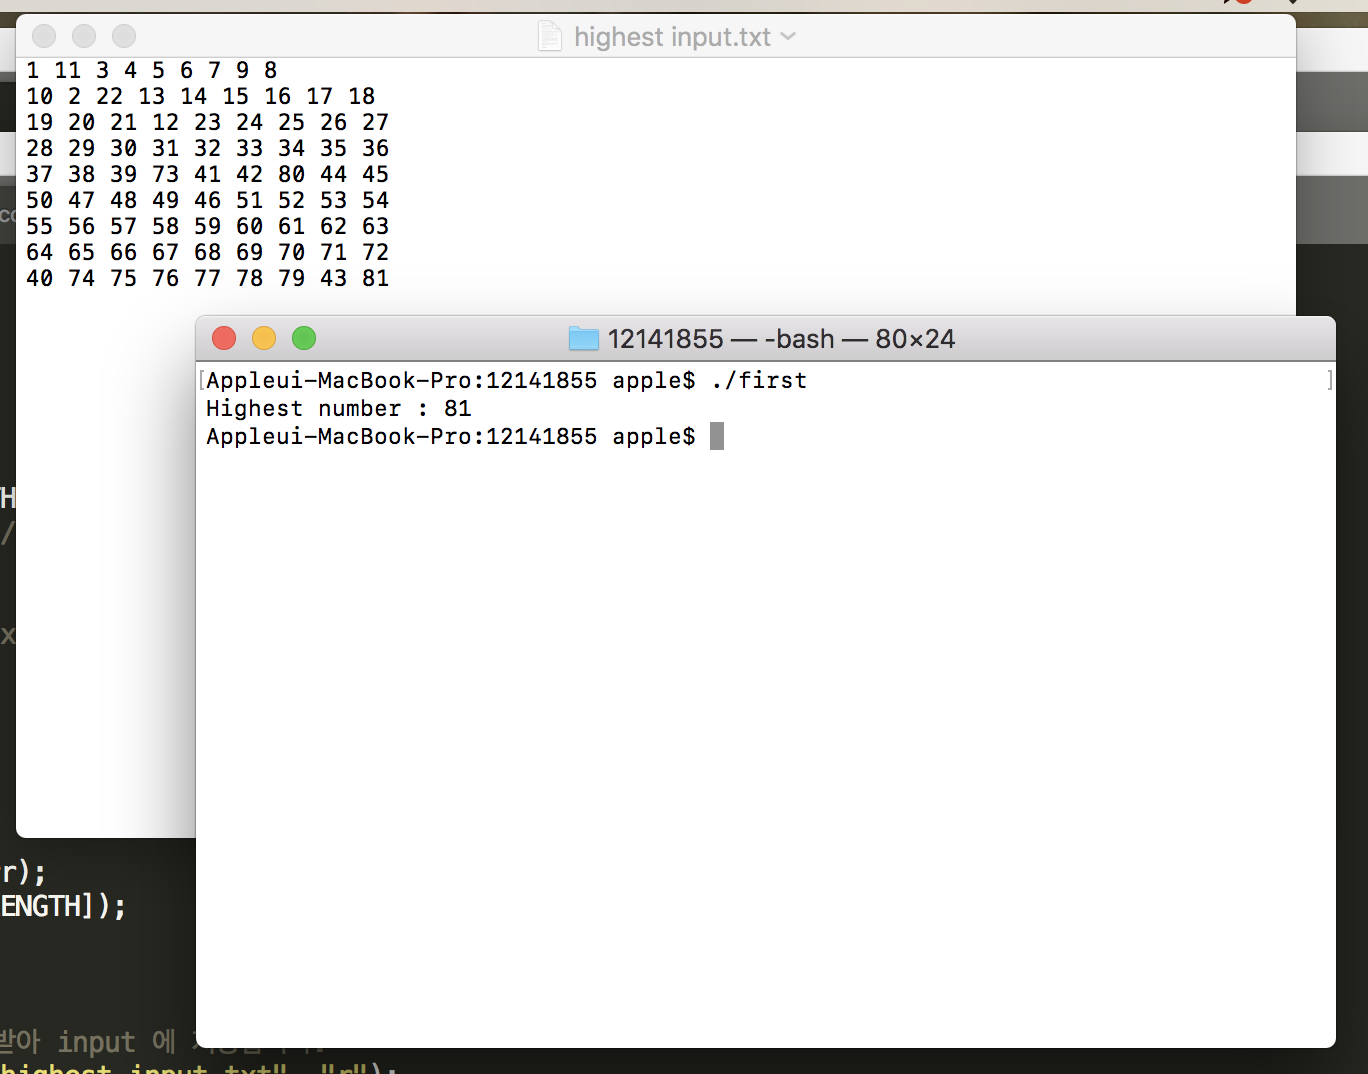 highest input.txt
1 11 3 4 5 6 7 9 8
10 2 22 13 14 15 16 17 18
19 20 21 12 23 24 25 26 27
28 29 30 31 32 33 34 35 36
37 38 39 73 41 42 80 44 45
50 47 48 49 46 51 52 53 54
55 56 57 58 59 60 61 62 63
64 65 66 67 68 69 70 71 72
40 74 75 76 77 78 79 43 81
12141855 — -bash — 80×24
[Appleui-MacBook-Pro:12141855 apple$ ./first ]
Highest number : 81
Appleui-MacBook-Pro:12141855 apple$
TH
/
x
r);
ENGTH]);
받아 input 에
highest input.txt", "r");